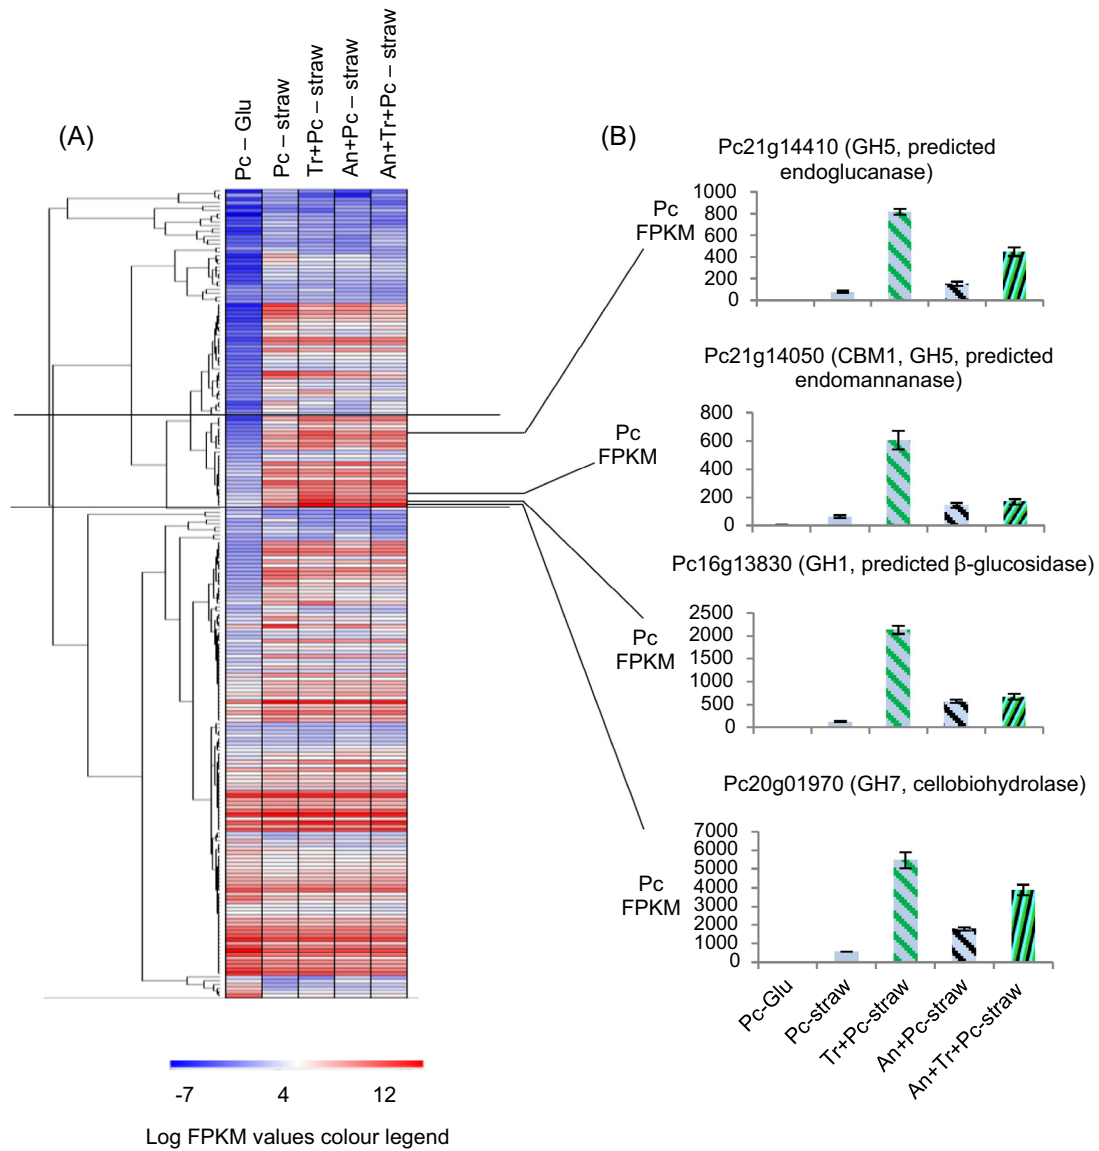 (A)
Pc – Glu
Pc – straw
Tr+Pc – straw
An+Pc – straw
An+Tr+Pc – straw
-7
4
12
Log FPKM values colour legend
(B)
Pc21g14410 (GH5, predicted
endoglucanase)
Pc
FPKM
1000
800
600
400
200
0
Pc21g14050 (CBM1, GH5, predicted
endomannanase)
Pc
FPKM
800
600
400
200
0
Pc16g13830 (GH1, predicted β-glucosidase)
Pc
FPKM
2500
2000
1500
1000
500
0
Pc20g01970 (GH7, cellobiohydrolase)
Pc
FPKM
7000
6000
5000
4000
3000
2000
1000
0
Pc-Glu
Pc-straw
Tr+Pc-straw
An+Pc-straw
An+Tr+Pc-straw